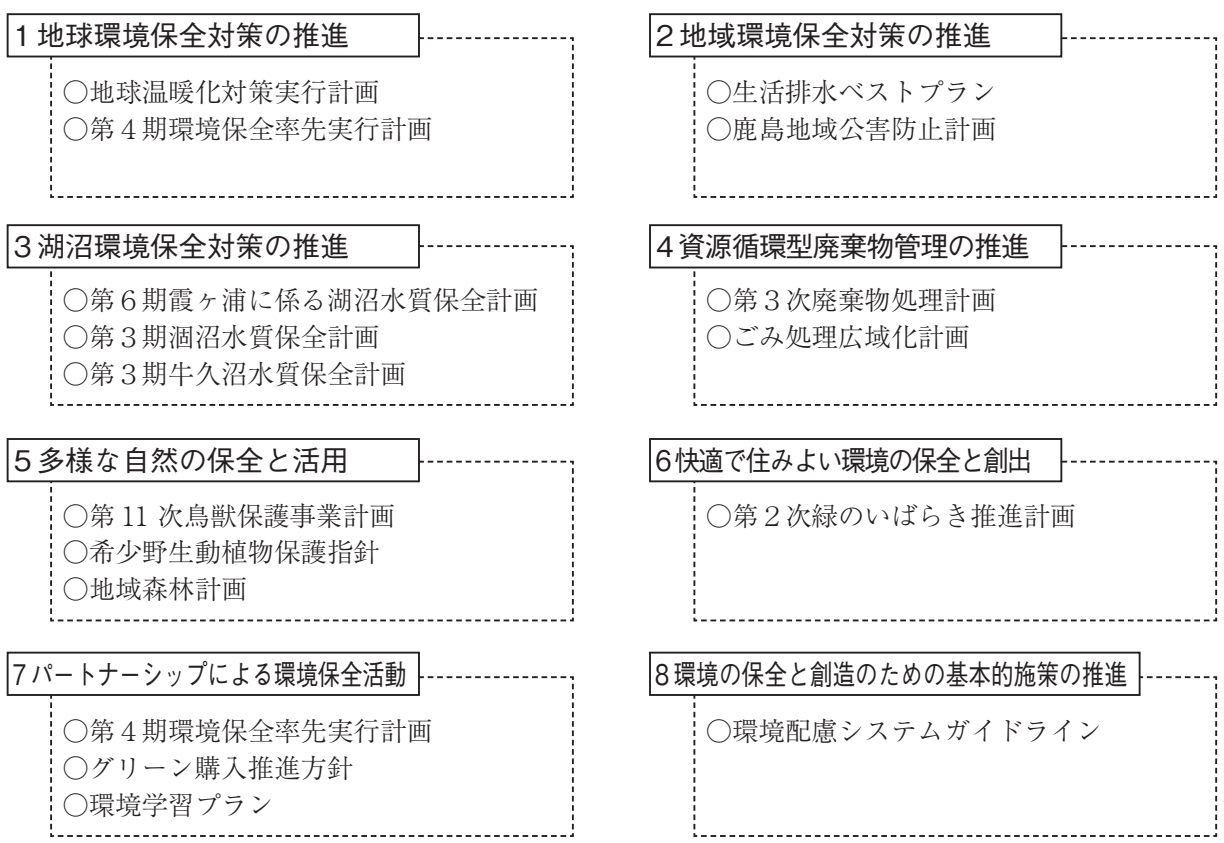 1 地球環境保全対策の推進
○地球温暖化対策実行計画
○第４期環境保全率先実行計画
2 地域環境保全対策の推進
○生活排水ベストプラン
○鹿島地域公害防止計画
3 湖沼環境保全対策の推進
○第６期霞ヶ浦に係る湖沼水質保全計画
○第３期涸沼水質保全計画
○第３期牛久沼水質保全計画
4 資源循環型廃棄物管理の推進
○第３次廃棄物処理計画
○ごみ処理広域化計画
5 多様な自然の保全と活用
○第 11 次鳥獣保護事業計画
○希少野生動植物保護指針
○地域森林計画
6 快適で住みよい環境の保全と創出
○第２次緑のいばらき推進計画
7 パートナーシップによる環境保全活動
○第４期環境保全率先実行計画
○グリーン購入推進方針
○環境学習プラン
8 環境の保全と創造のための基本的施策の推進
○環境配慮システムガイドライン